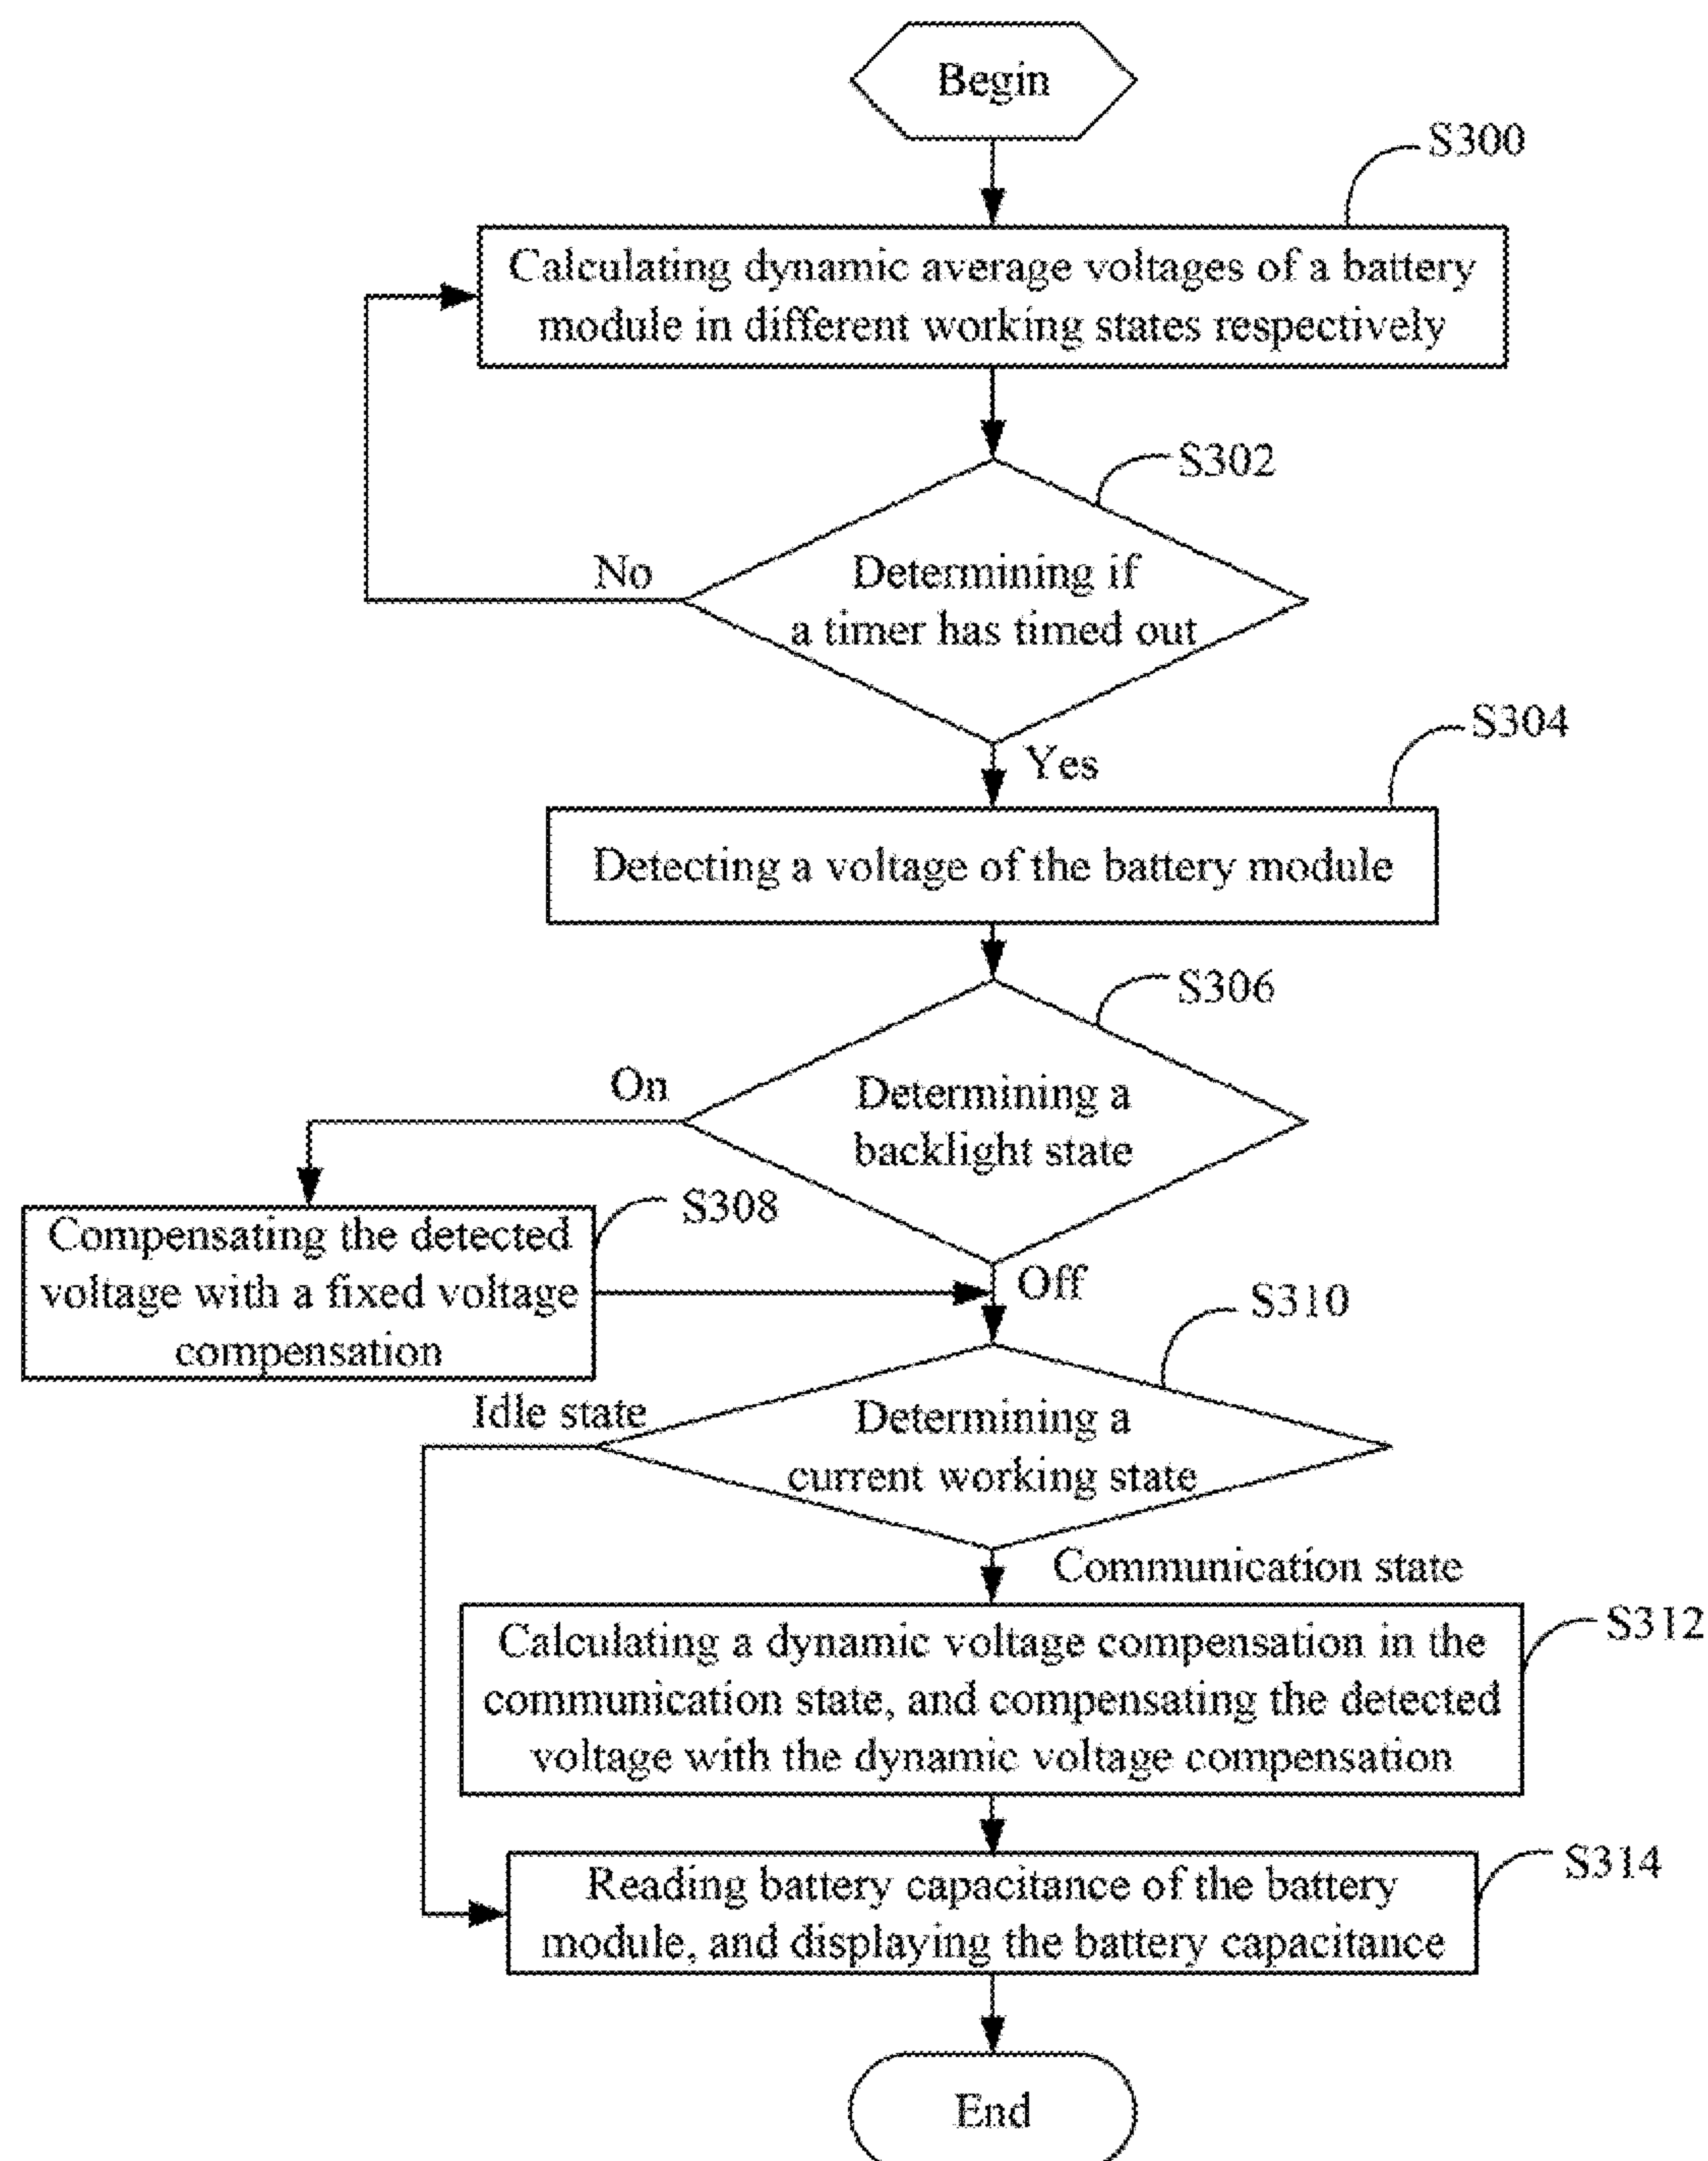 Begin
S300
Calculating dynamic average voltages of a battery
module in different working states respectively
S302
No
Determining if
a timer has timed out
Yes
S304
Detecting a voltage of the battery module
S306
On
Determining a
backlight state
S308
Compensating the detected
voltage with a fixed voltage
compensation
Off
S310
Idle state
Determining a
current working state
Communication state
S312
Calculating a dynamic voltage compensation in the
communication state, and compensating the detected
voltage with the dynamic voltage compensation
S314
Reading battery capacitance of the battery
module, and displaying the battery capacitance
End